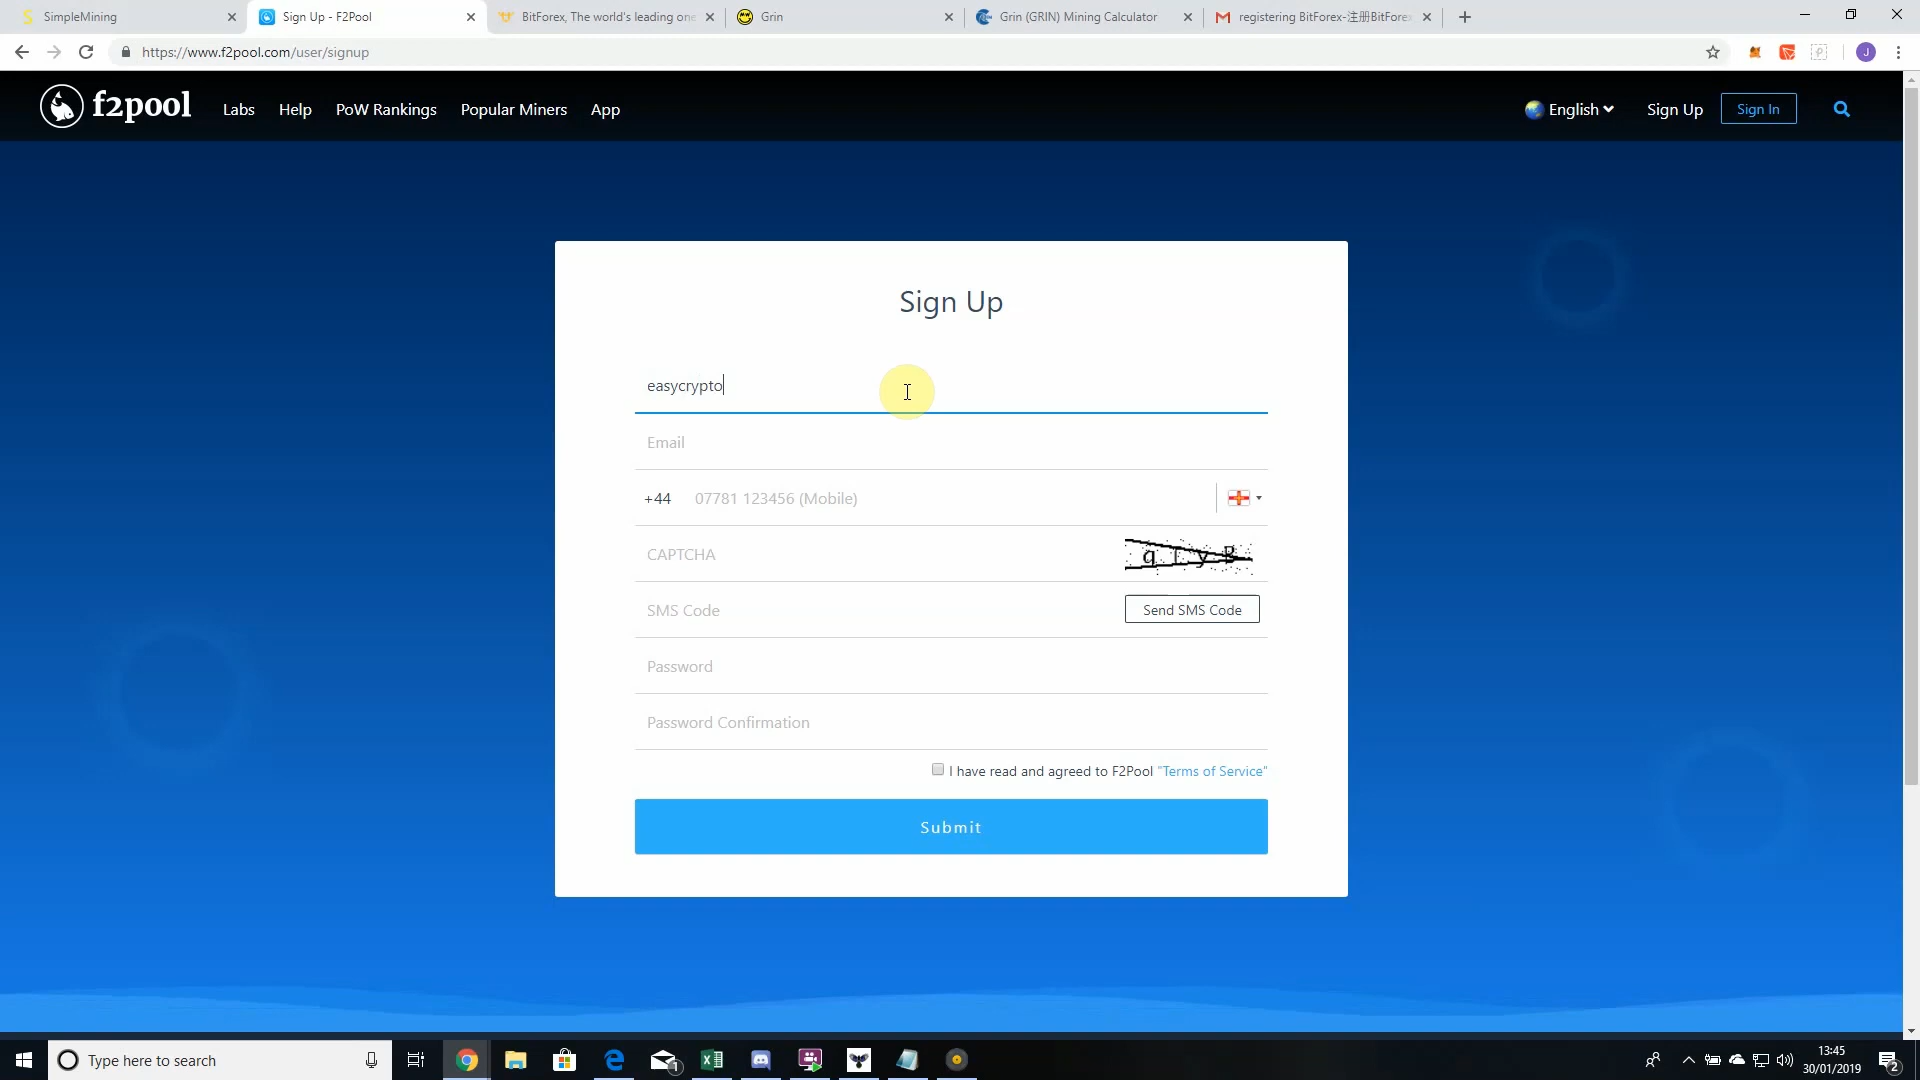 SimpleMining
Sign Up - F2Pool
BitForex, The world's leading one
Grin
Grin (GRIN) Mining Calculator
registering BitForex-注册BitForex
https://www.f2pool.com/user/signup
J
f2pool
Labs
Help
PoW Rankings
Popular Miners
App
English
Sign Up
Sign In
Sign Up
easycrypto
Email
+44
07781 123456 (Mobile)
CAPTCHA
SMS Code
Send SMS Code
Password
Password Confirmation
I have read and agreed to F2Pool "Terms of Service"
Submit
Type here to search
1
13:45
30/01/2019
2